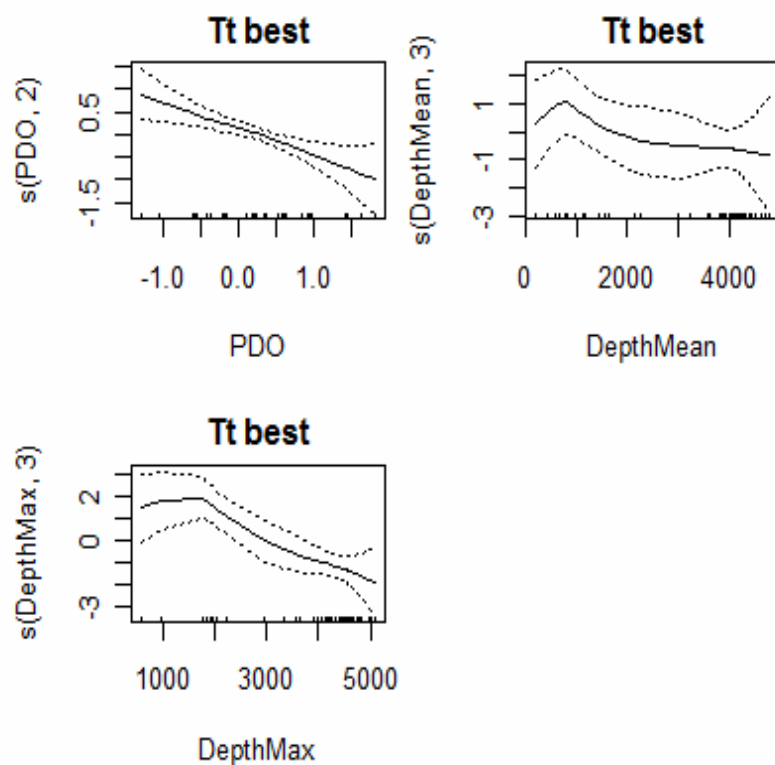 Tt best
s(PDO, 2)
0.5
-1.5
-1.0 0.0 1.0
PDO
Tt best
s(DepthMean, 3)
1
-1
-3
0 2000 4000
DepthMean
Tt best
s(DepthMax, 3)
2
0
-3
1000 3000 5000
DepthMax